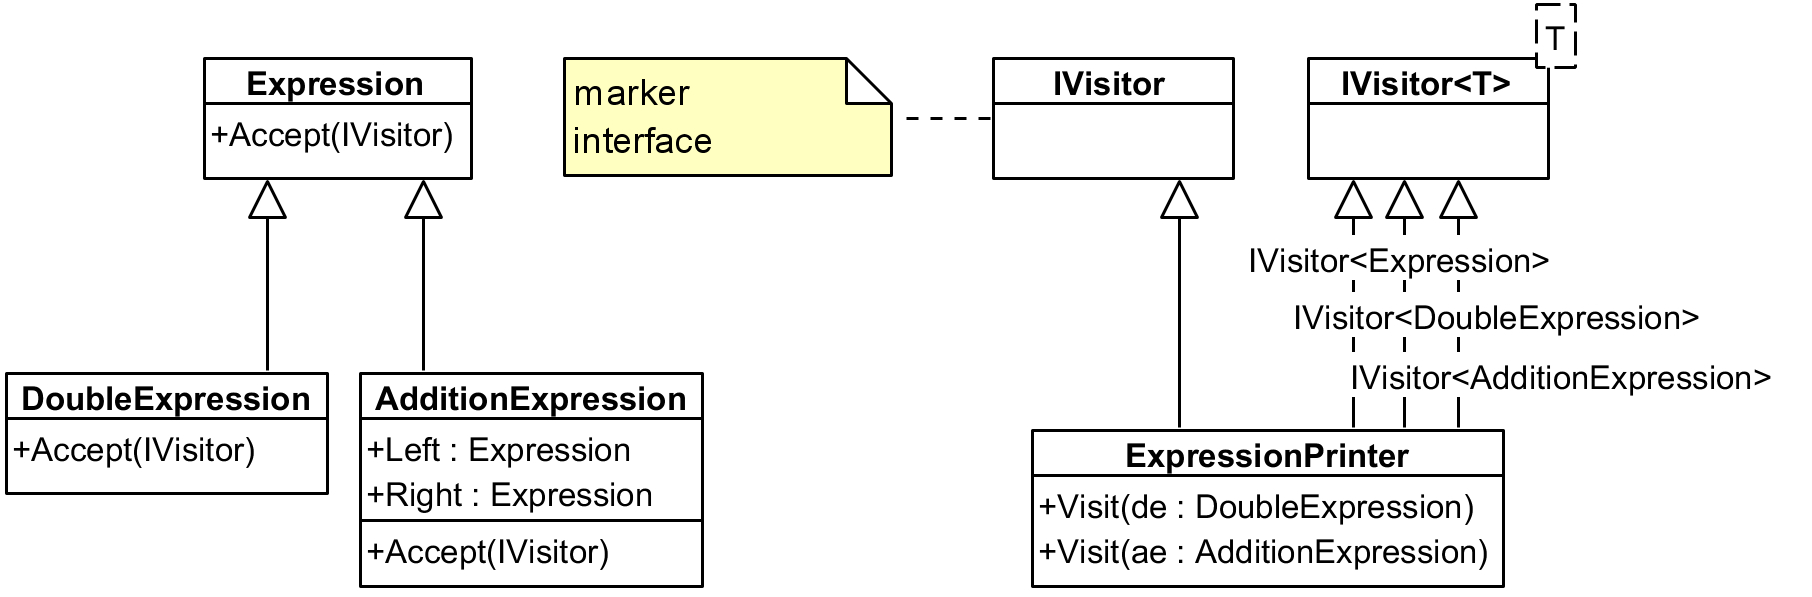 Expression
+Accept(IVisitor)
marker
interface
IVisitor
T
IVisitor<T>
IVisitor<Expression>
IVisitor<DoubleExpression>
IVisitor<AdditionExpression>
DoubleExpression
+Accept(IVisitor)
AdditionExpression
+Left : Expression
+Right : Expression
+Accept(IVisitor)
ExpressionPrinter
+Visit(de : DoubleExpression)
+Visit(ae : AdditionExpression)